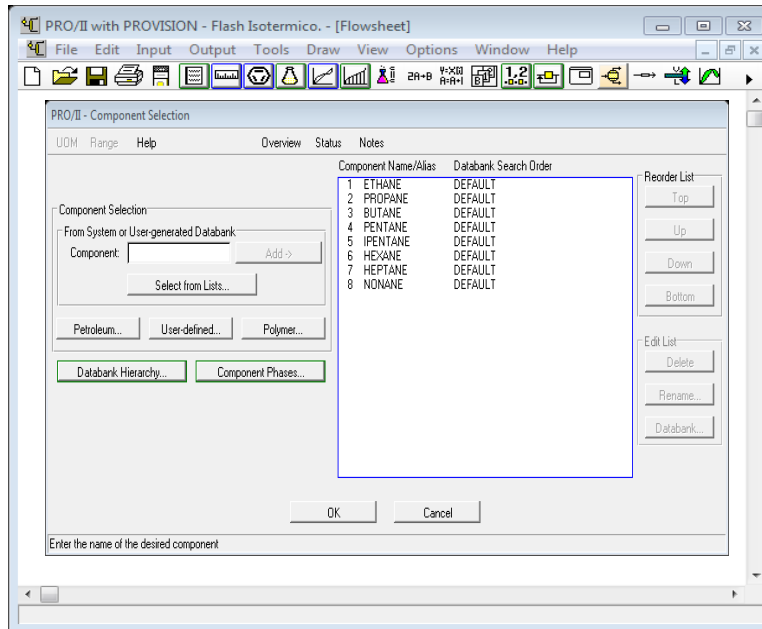 PRO/II with PROVISION - Flash Isotermico. - [Flowsheet]
File Edit Input Output Tools Draw View Options Window Help
2A+B
1.2
PRO/II - Component Selection
UOM Range Help Overview Status Notes
Component Name/Alias Databank Search Order
1 ETHANE DEFAULT
2 PROPANE DEFAULT
3 BUTANE DEFAULT
4 PENTANE DEFAULT
5 IPENTANE DEFAULT
6 HEXANE DEFAULT
7 HEPTANE DEFAULT
8 NONANE DEFAULT
Component Selection
From System or User-generated Databank
Component: Add ->
Select from Lists...
Petroleum... User-defined... Polymer...
Databank Hierarchy... Component Phases...
Reorder List
Top
Up
Down
Bottom
Edit List
Delete
Rename...
Databank...
OK Cancel
Enter the name of the desired component